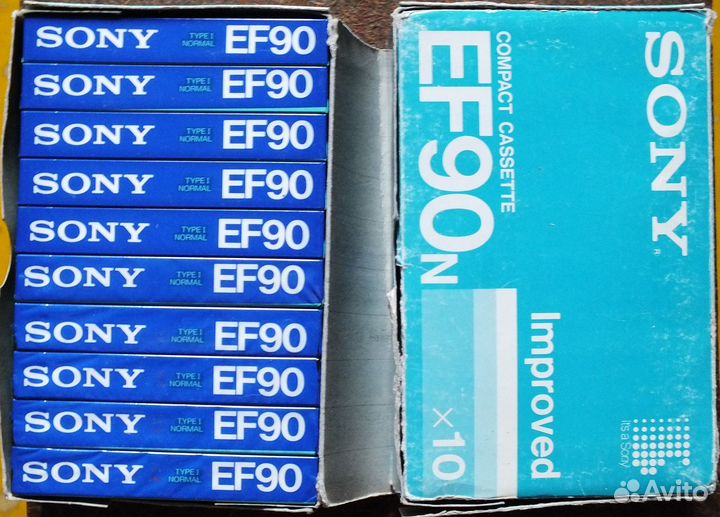 SONY TYPE I NORMAL EF90
SONY TYPE I NORMAL EF90
SONY TYPE I NORMAL EF90
SONY TYPE I NORMAL EF90
SONY TYPE I NORMAL EF90
SONY TYPE I NORMAL EF90
SONY TYPE I NORMAL EF90
SONY TYPE I NORMAL EF90
SONY TYPE I NORMAL EF90
SONY TYPE I NORMAL EF90
SONY
COMPACT CASSETTE
EF90N
Improved
×10
It's a Sony
Avito